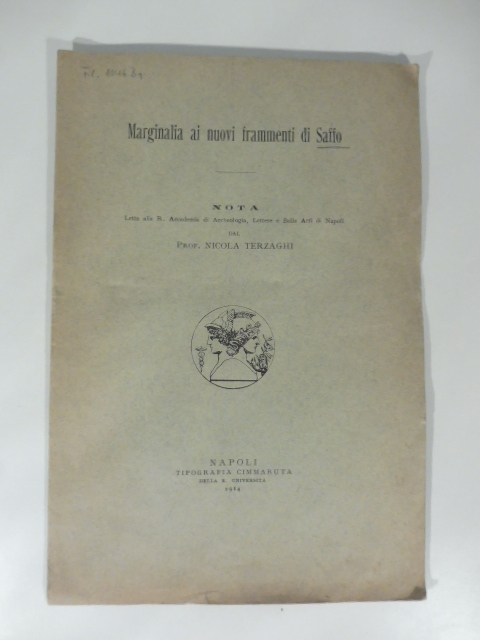 Marginalia ai nuovi frammenti di Saffo
NOTA
Letta alla R. Accademia di Archeologia, Lettere e Belle Arti di Napoli
DAL
PROF. NICOLA TERZAGHI
NAPOLI
TIPOGRAFIA CIMMARUTA
DELLA R. UNIVERSITÀ